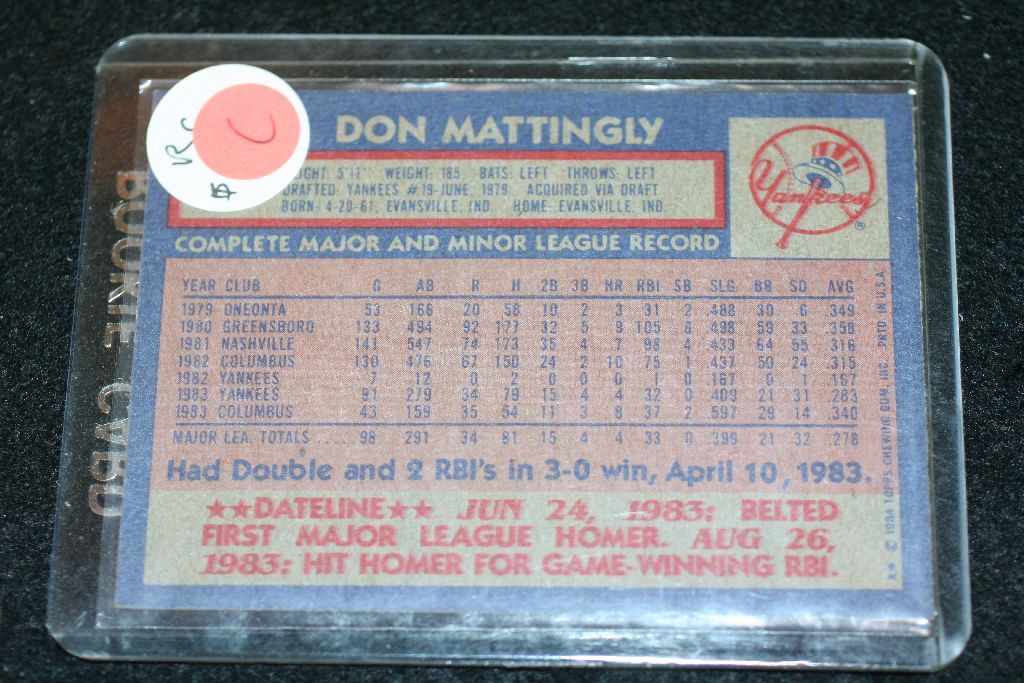 DON MATTINGLY
5'11" WEIGHT: 185 BATS: LEFT THROWS: LEFT
DRAFTED: YANKEES #19-JUNE, 1979 ACQUIRED: VIA DRAFT
BORN: 4-20-61, EVANSVILLE, IND. HOME: EVANSVILLE, IND.
Yankees
®
COMPLETE MAJOR AND MINOR LEAGUE RECORD
YEAR CLUB G AB R H 2B 3B HR RBI SB SLG BB SO AVG
1979 ONEONTA 53 166 20 58 10 2 3 31 2 .488 30 6 .349
1980 GREENSBORO 133 494 92 177 32 5 9 105 8 .498 59 33 .358
1981 NASHVILLE 141 547 74 173 35 4 7 98 4 .433 64 55 .316
1982 COLUMBUS 130 476 67 150 24 2 10 75 1 .437 50 24 .315
1982 YANKEES 7 12 0 2 0 0 0 1 0 .167 0 1 .167
1983 YANKEES 91 279 34 79 15 4 4 32 0 .409 21 31 .283
1983 COLUMBUS 43 159 35 54 11 3 8 37 2 .597 29 14 .340
MAJOR LEA. TOTALS ..... 98 291 34 81 15 4 4 33 0 .399 21 32 .278
Had Double and 2 RBI's in 3-0 win, April 10, 1983.
★★DATELINE★★ JUN 24, 1983: BELTED
FIRST MAJOR LEAGUE HOMER. AUG 26,
1983: HIT HOMER FOR GAME-WINNING RBI.
© 1984 TOPPS CHEWING GUM, INC. PRTD. IN U.S.A.
ROOKIE CARD
C